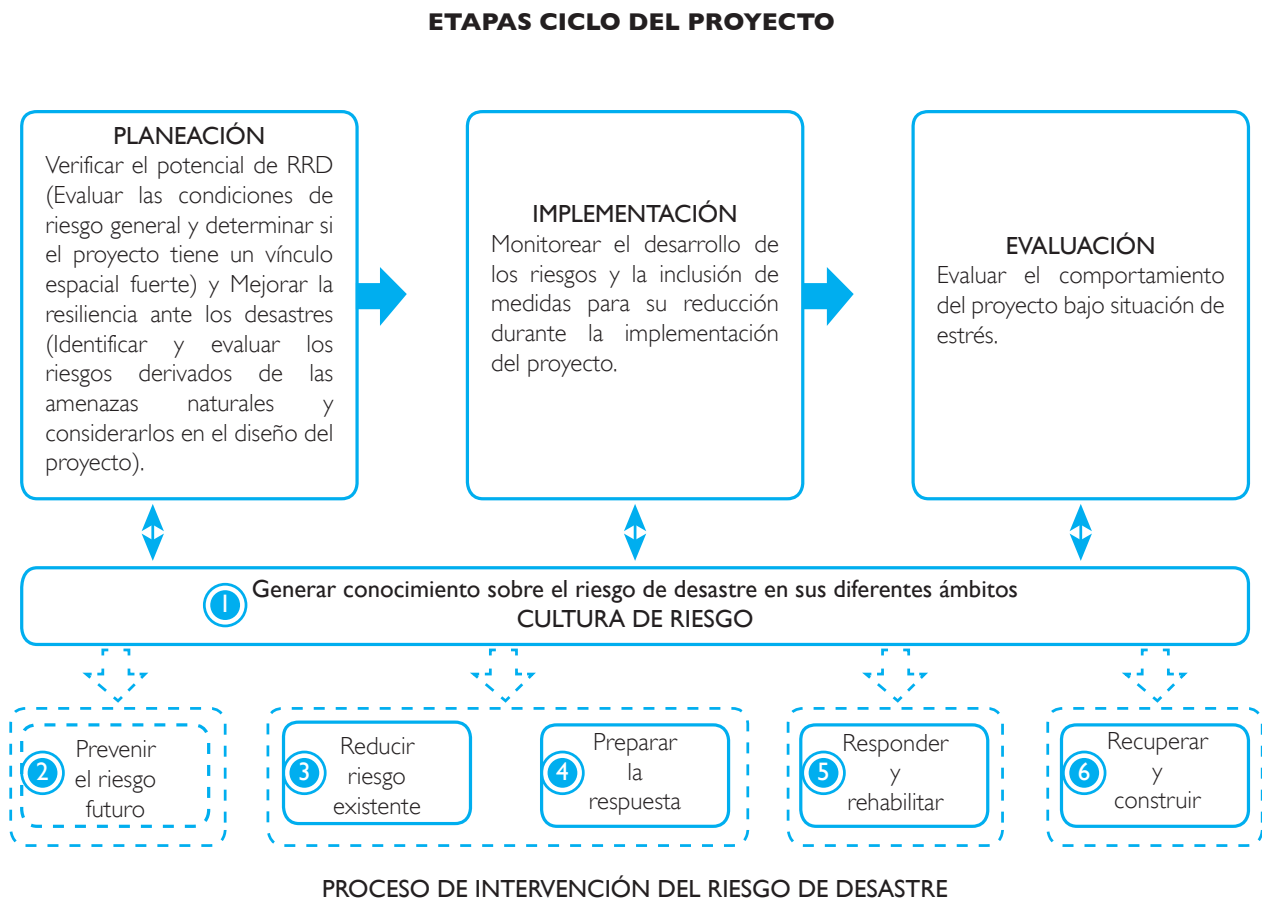 ETAPAS CICLO DEL PROYECTO
PLANEACIÓN
Verificar el potencial de RRD
(Evaluar las condiciones de
riesgo general y determinar si
el proyecto tiene un vínculo
espacial fuerte) y Mejorar la
resiliencia ante los desastres
(Identificar y evaluar los
riesgos derivados de las
amenazas naturales y
considerarlos en el diseño del
proyecto).
IMPLEMENTACIÓN
Monitorear el desarrollo de
los riesgos y la inclusión de
medidas para su reducción
durante la implementación
del proyecto.
EVALUACIÓN
Evaluar el comportamiento
del proyecto bajo situación de
estrés.
1
Generar conocimiento sobre el riesgo de desastre en sus diferentes ámbitos
CULTURA DE RIESGO
2
Prevenir
el riesgo
futuro
3
Reducir
riesgo
existente
4
Preparar
la
respuesta
5
Responder
y
rehabilitar
6
Recuperar
y
construir
PROCESO DE INTERVENCIÓN DEL RIESGO DE DESASTRE